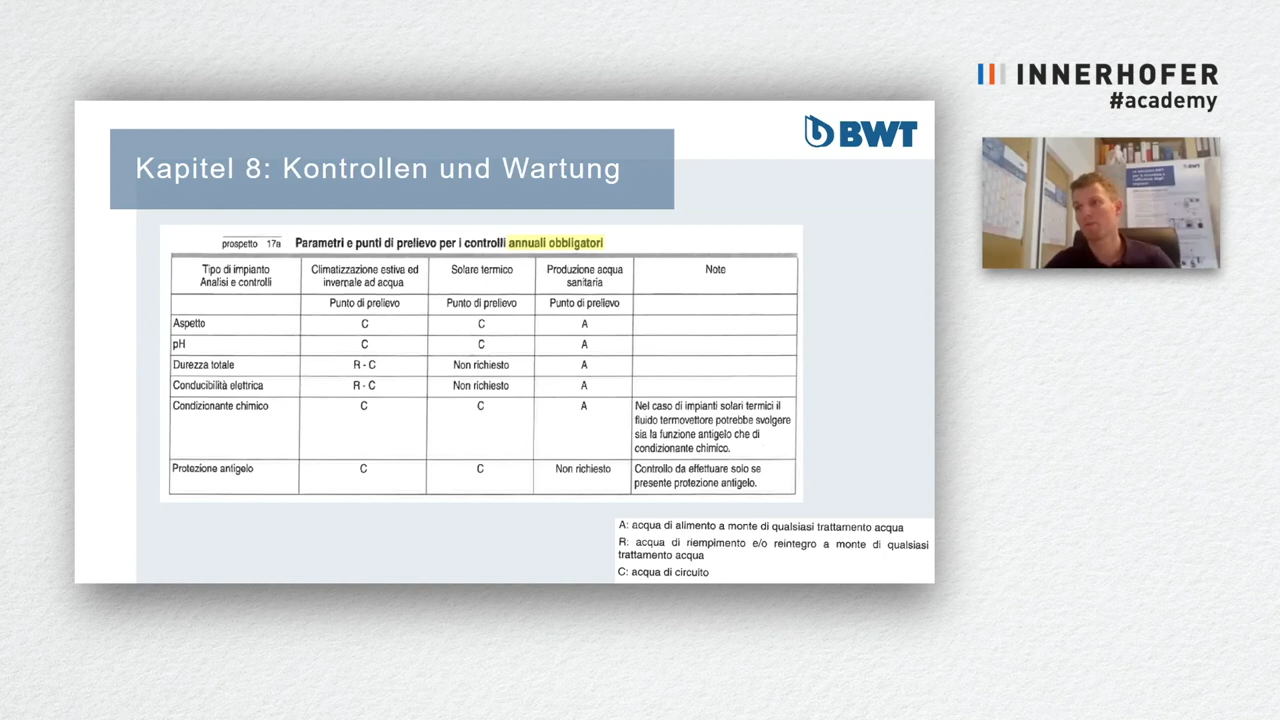 INNERHOFER
#academy
BWT
Kapitel 8: Kontrollen und Wartung
prospetto 17a Parametri e punti di prelievo per i controlli annuali obbligatori
Tipo di impianto
Analisi e controlli
Climatizzazione estiva ed
invernale ad acqua
Solare termico
Produzione acqua
sanitaria
Note
Punto di prelievo Punto di prelievo Punto di prelievo
Aspetto C C A
pH C C A
Durezza totale R - C Non richiesto A
Conducibilità elettrica R - C Non richiesto A
Condizionante chimico C C A Nel caso di impianti solari termici il
fluido termovettore potrebbe svolgere
sia la funzione antigelo che di
condizionante chimico.
Protezione antigelo C C Non richiesto Controllo da effettuare solo se
presente protezione antigelo.
A: acqua di alimento a monte di qualsiasi trattamento acqua
R: acqua di riempimento e/o reintegro a monte di qualsiasi
trattamento acqua
C: acqua di circuito
BWT